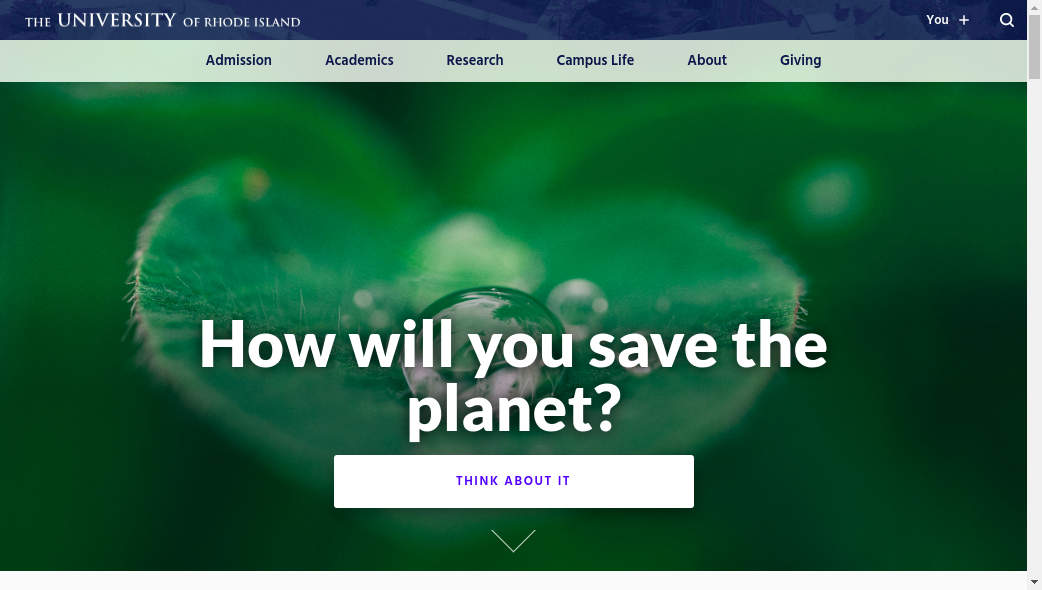 THE UNIVERSITY OF RHODE ISLAND
You +
Admission Academics Research Campus Life About Giving
How will you save the
planet?
THINK ABOUT IT